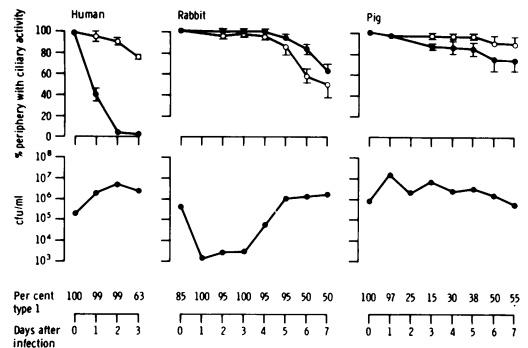 Human Rabbit Pig
% periphery with ciliary activity
100
80
60
40
20
0
cfu/ml
10⁸
10⁷
10⁶
10⁵
10⁴
10³
Per cent type 1 100 99 99 63 85 100 95 100 95 95 50 50 100 97 25 15 30 38 50 55
Days after infection 0 1 2 3 0 1 2 3 4 5 6 7 0 1 2 3 4 5 6 7